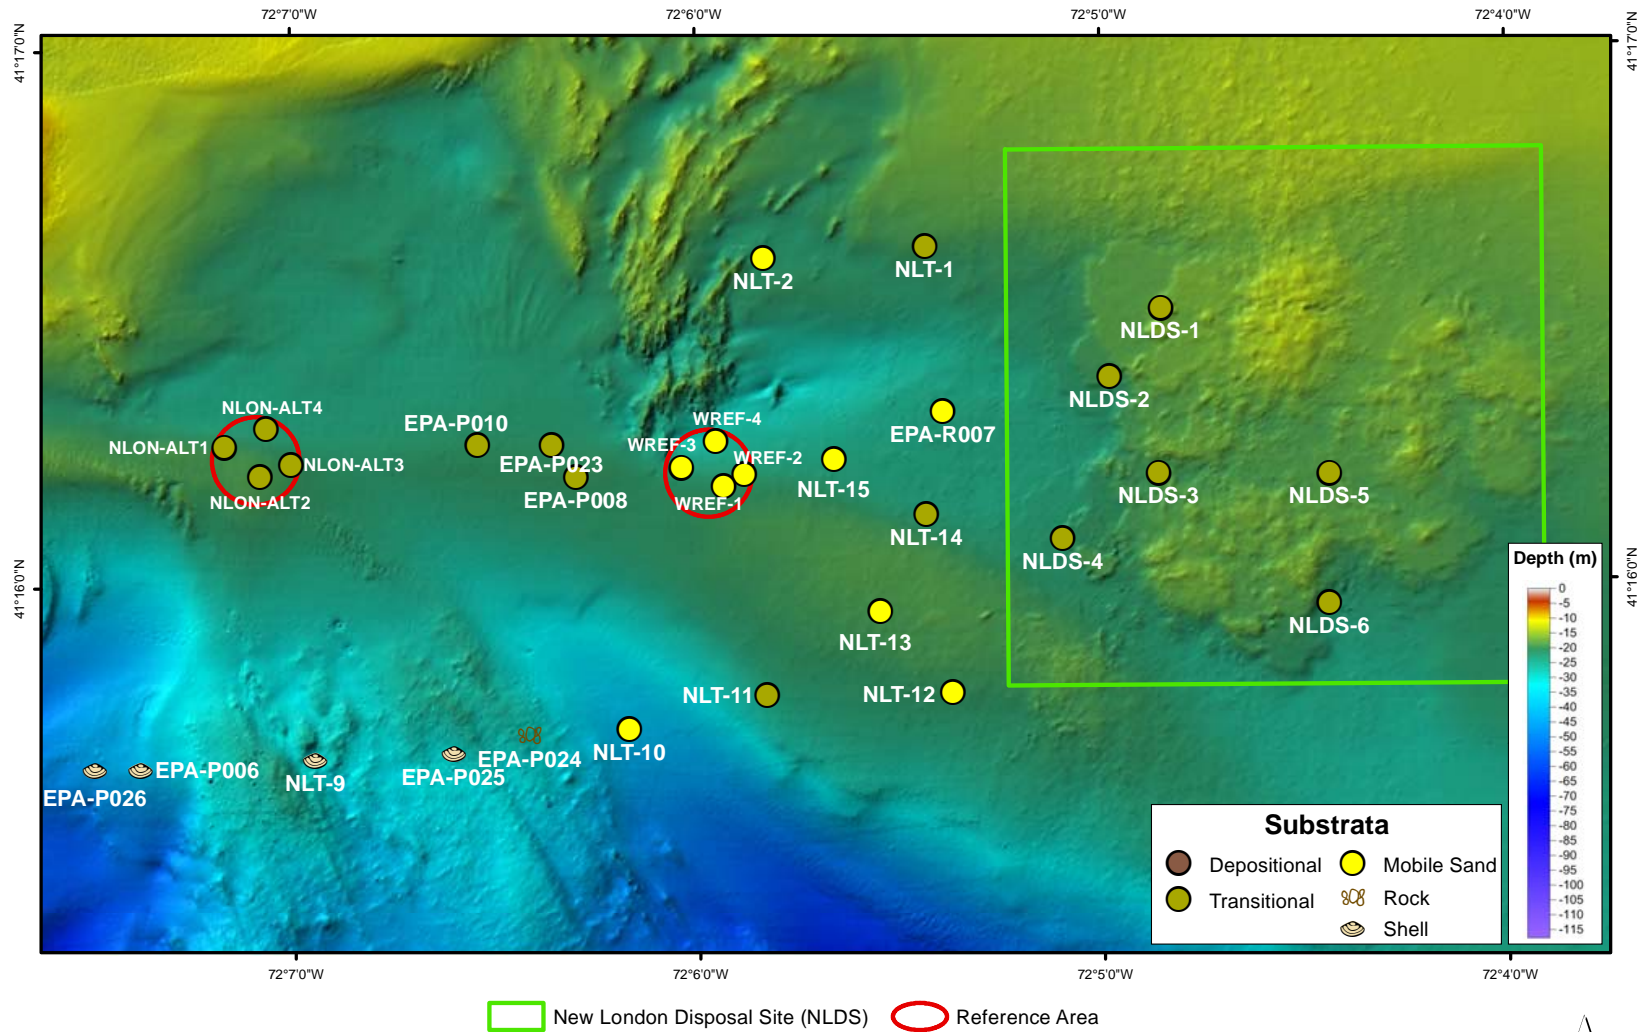 72°7'0"W
72°6'0"W
72°5'0"W
72°4'0"W
41°17'0"N
41°17'0"N
NLT-1
NLT-2
NLDS-1
NLDS-2
NLON-ALT4
EPA-P010
WREF-4
EPA-R007
NLON-ALT1
WREF-3
WREF-2
NLON-ALT3
EPA-P023
NLDS-3
NLDS-5
NLT-15
NLON-ALT2
EPA-P008
WREF-1
NLT-14
NLDS-4
41°16'0"N
41°16'0"N
NLDS-6
NLT-13
NLT-11
NLT-12
NLT-10
EPA-P024
EPA-P006
EPA-P025
NLT-9
EPA-P026
Depth (m)
0
-5
-10
-15
-20
-25
-30
-35
-40
-45
-50
-55
-60
-65
-70
-75
-80
-85
-90
-95
-100
-105
-110
-115
Substrata
Depositional
Mobile Sand
Transitional
Rock
Shell
72°7'0"W
72°6'0"W
72°5'0"W
72°4'0"W
New London Disposal Site (NLDS)
Reference Area